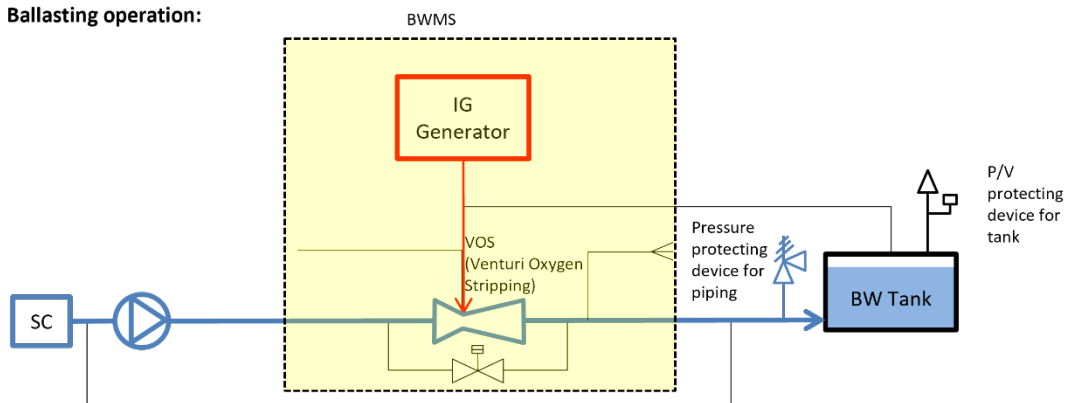 Ballasting operation:
BWMS
IG
Generator
P/V
protecting
device for
tank
VOS
(Venturi Oxygen
Stripping)
Pressure
protecting
device for
piping
SC
BW Tank